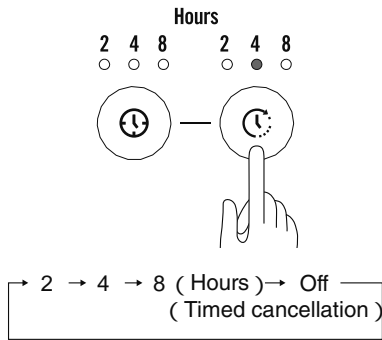 Hours
2 4 8 2 4 8
→ 2 → 4 → 8 ( Hours ) → Off
( Timed cancellation )